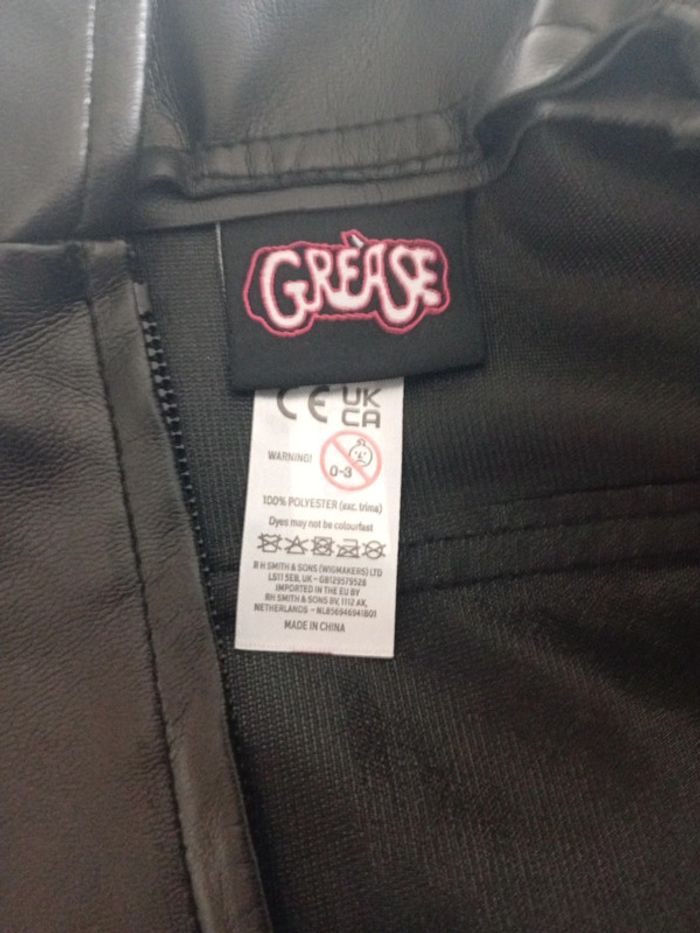 GREASE
CE UK
CA
WARNING!
0-3
100% POLYESTER (exc. trims)
Dyes may not be colourfast
R H SMITH & SONS (WIGMAKERS) LTD
LS11 5EB, UK - GB129579528
IMPORTED IN THE EU BY
RH SMITH & SONS BV, 1112 AX,
NETHERLANDS - NL856946941B01
MADE IN CHINA